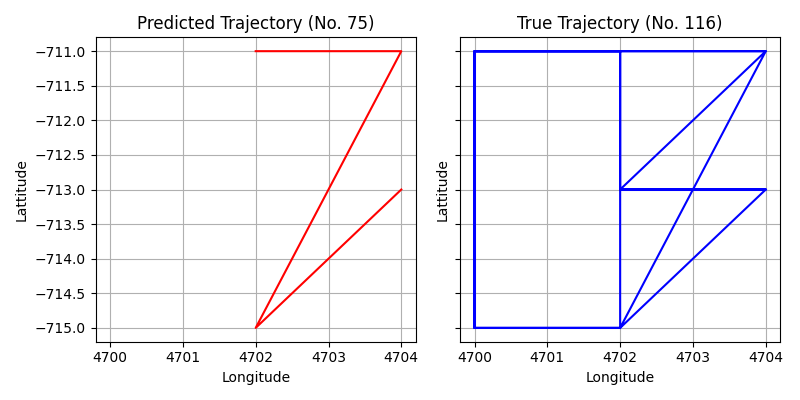 Predicted Trajectory (No. 75)
True Trajectory (No. 116)
Lattitude
−711.0
−711.5
−712.0
−712.5
−713.0
−713.5
−714.0
−714.5
−715.0
4700 4701 4702 4703 4704
Longitude
Lattitude
4700 4701 4702 4703 4704
Longitude